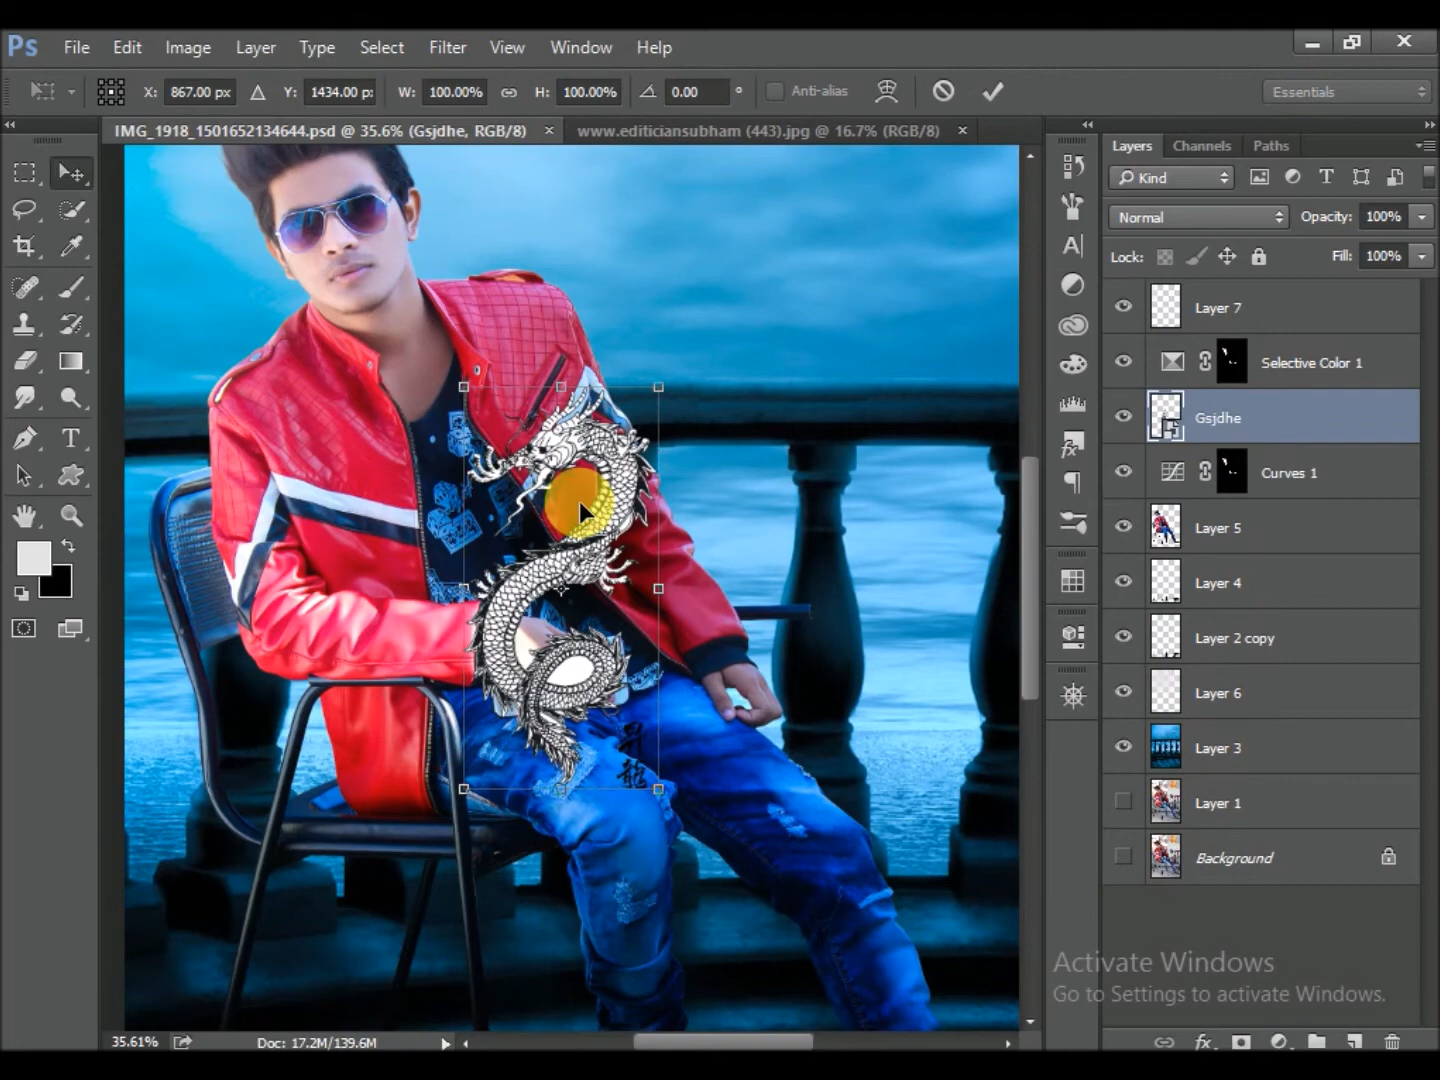 Ps File Edit Image Layer Type Select Filter View Window Help
X: 867.00 px Y: 1434.00 p: W: 100.00% H: 100.00% 0.00 ° Anti-alias Essentials
IMG_1918_1501652134644.psd @ 35.6% (Gsjdhe, RGB/8) × www.editiciansubham (443).jpg @ 16.7% (RGB/8) ×
Layers Channels Paths
Kind
Normal Opacity: 100%
Lock: Fill: 100%
Layer 7
Selective Color 1
Gsjdhe
Curves 1
Layer 5
Layer 4
Layer 2 copy
Layer 6
Layer 3
Layer 1
Background
Activate Windows
Go to Settings to activate Windows.
35.61% Doc: 17.2M/139.6M